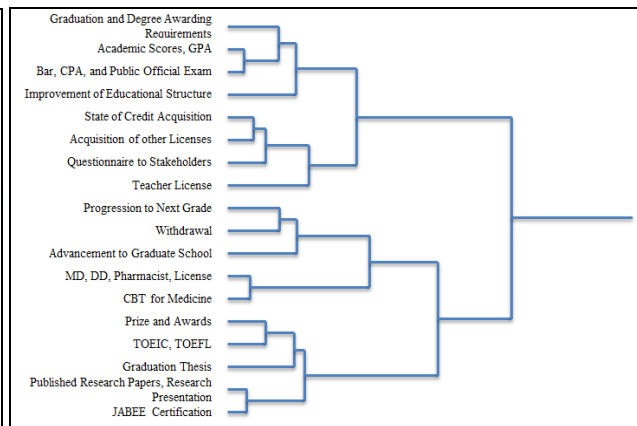 Graduation and Degree Awarding
Requirements
Academic Scores, GPA
Bar, CPA, and Public Official Exam
Improvement of Educational Structure
State of Credit Acquisition
Acquisition of other Licenses
Questionnaire to Stakeholders
Teacher License
Progression to Next Grade
Withdrawal
Advancement to Graduate School
MD, DD, Pharmacist, License
CBT for Medicine
Prize and Awards
TOEIC, TOEFL
Graduation Thesis
Published Research Papers, Research
Presentation
JABEE Certification